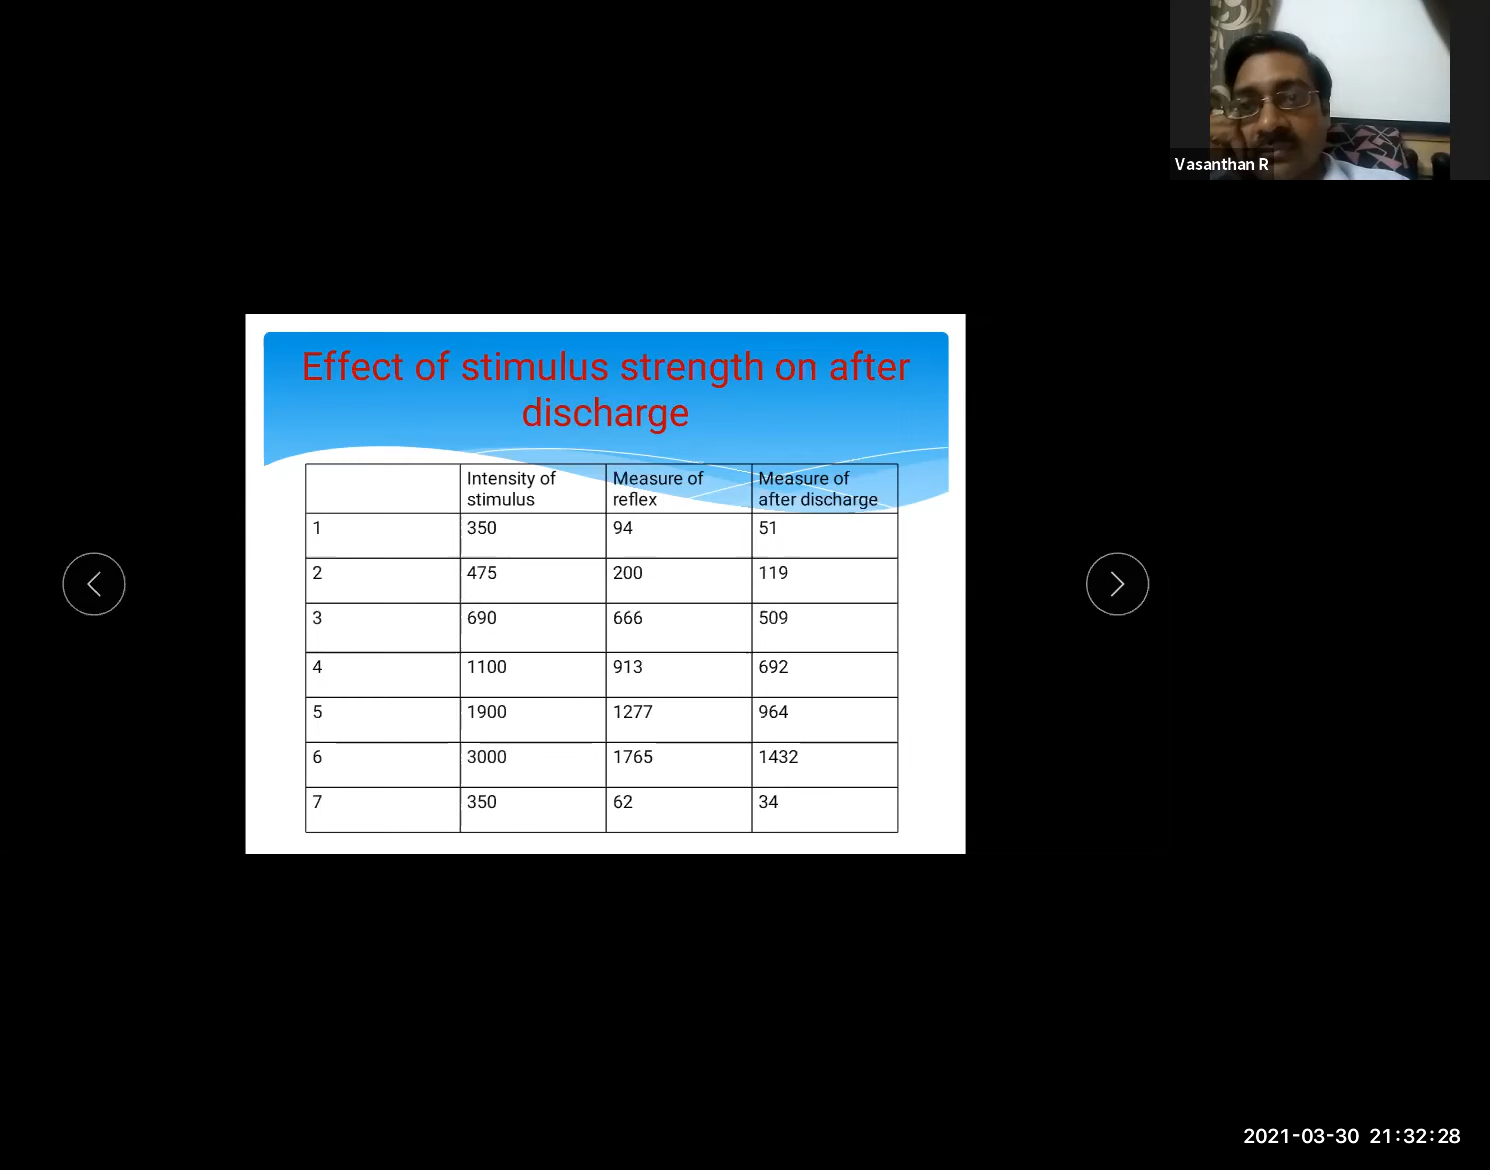 Vasanthan R
Effect of stimulus strength on after
discharge
Intensity of stimulus Measure of reflex Measure of after discharge
1 350 94 51
2 475 200 119
3 690 666 509
4 1100 913 692
5 1900 1277 964
6 3000 1765 1432
7 350 62 34
2021-03-30 21:32:28